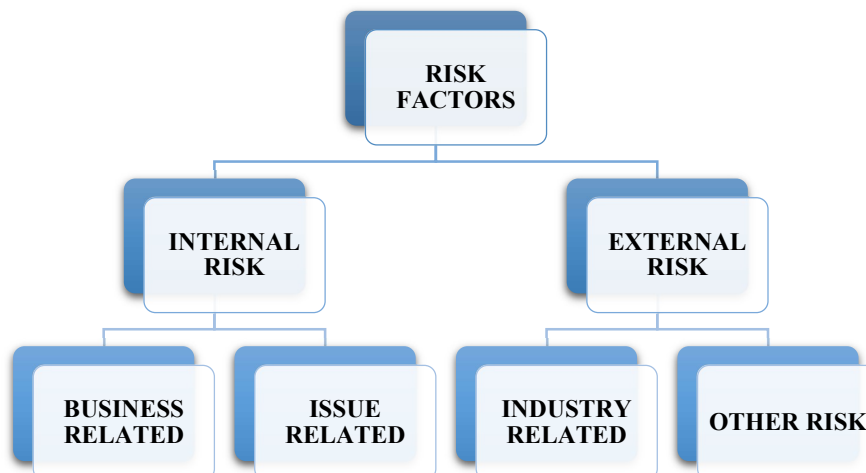 RISK
FACTORS
INTERNAL
RISK
EXTERNAL
RISK
BUSINESS
RELATED
ISSUE
RELATED
INDUSTRY
RELATED
OTHER RISK